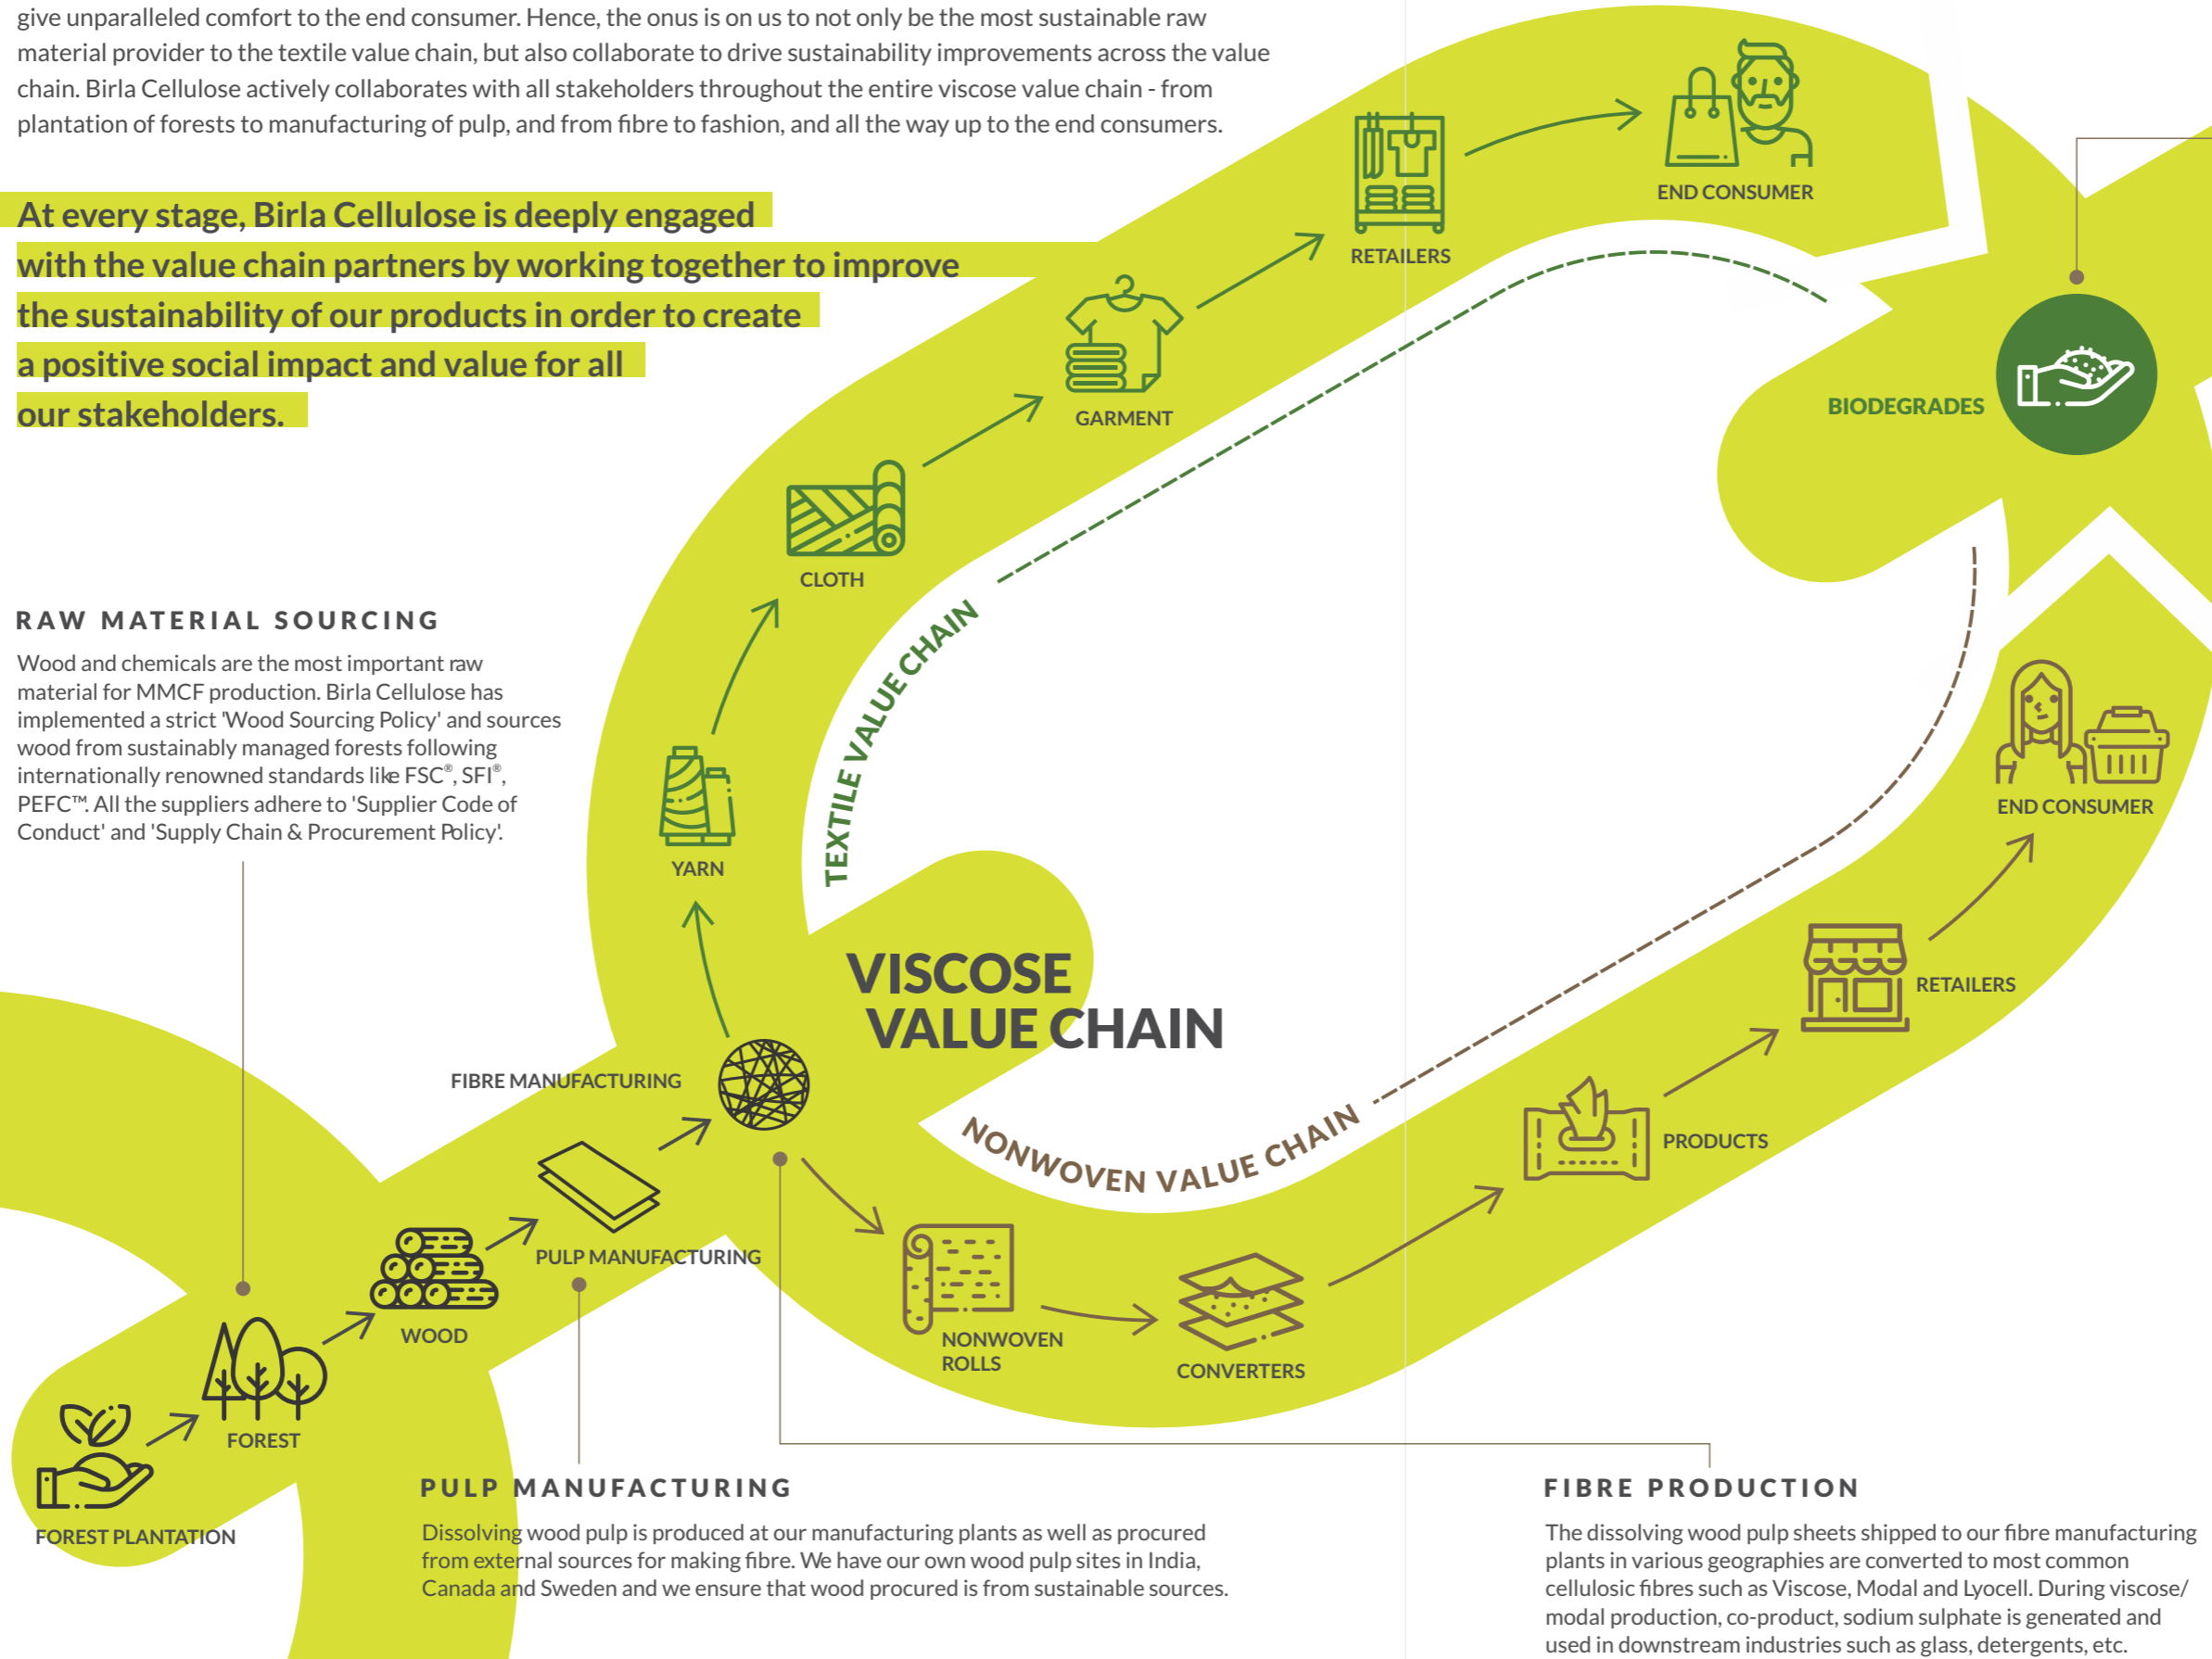 give unparalleled comfort to the end consumer. Hence, the onus is on us to not only be the most sustainable raw
material provider to the textile value chain, but also collaborate to drive sustainability improvements across the value
chain. Birla Cellulose actively collaborates with all stakeholders throughout the entire viscose value chain - from
plantation of forests to manufacturing of pulp, and from fibre to fashion, and all the way up to the end consumers.
At every stage, Birla Cellulose is deeply engaged
with the value chain partners by working together to improve
the sustainability of our products in order to create
a positive social impact and value for all
our stakeholders.
END CONSUMER
RETAILERS
GARMENT
CLOTH
YARN
TEXTILE VALUE CHAIN
BIODEGRADES
RAW MATERIAL SOURCING
Wood and chemicals are the most important raw
material for MMCF production. Birla Cellulose has
implemented a strict 'Wood Sourcing Policy' and sources
wood from sustainably managed forests following
internationally renowned standards like FSC®, SFI®,
PEFC™. All the suppliers adhere to 'Supplier Code of
Conduct' and 'Supply Chain & Procurement Policy'.
VISCOSE
VALUE CHAIN
END CONSUMER
RETAILERS
PRODUCTS
NONWOVEN VALUE CHAIN
FIBRE MANUFACTURING
PULP MANUFACTURING
WOOD
NONWOVEN
ROLLS
CONVERTERS
FOREST
FOREST PLANTATION
PULP MANUFACTURING
Dissolving wood pulp is produced at our manufacturing plants as well as procured
from external sources for making fibre. We have our own wood pulp sites in India,
Canada and Sweden and we ensure that wood procured is from sustainable sources.
FIBRE PRODUCTION
The dissolving wood pulp sheets shipped to our fibre manufacturing
plants in various geographies are converted to most common
cellulosic fibres such as Viscose, Modal and Lyocell. During viscose/
modal production, co-product, sodium sulphate is generated and
used in downstream industries such as glass, detergents, etc.